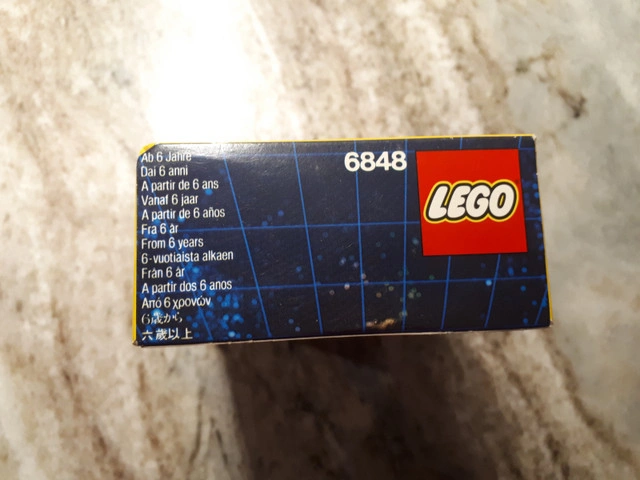 Ab 6 Jahre
Dai 6 anni
A partir de 6 ans
Vanaf 6 jaar
A partir de 6 años
Fra 6 år
From 6 years
6-vuotiaista alkaen
Från 6 år
A partir dos 6 anos
Από 6 χρονών
6歳から
六歲以上
6848
LEGO